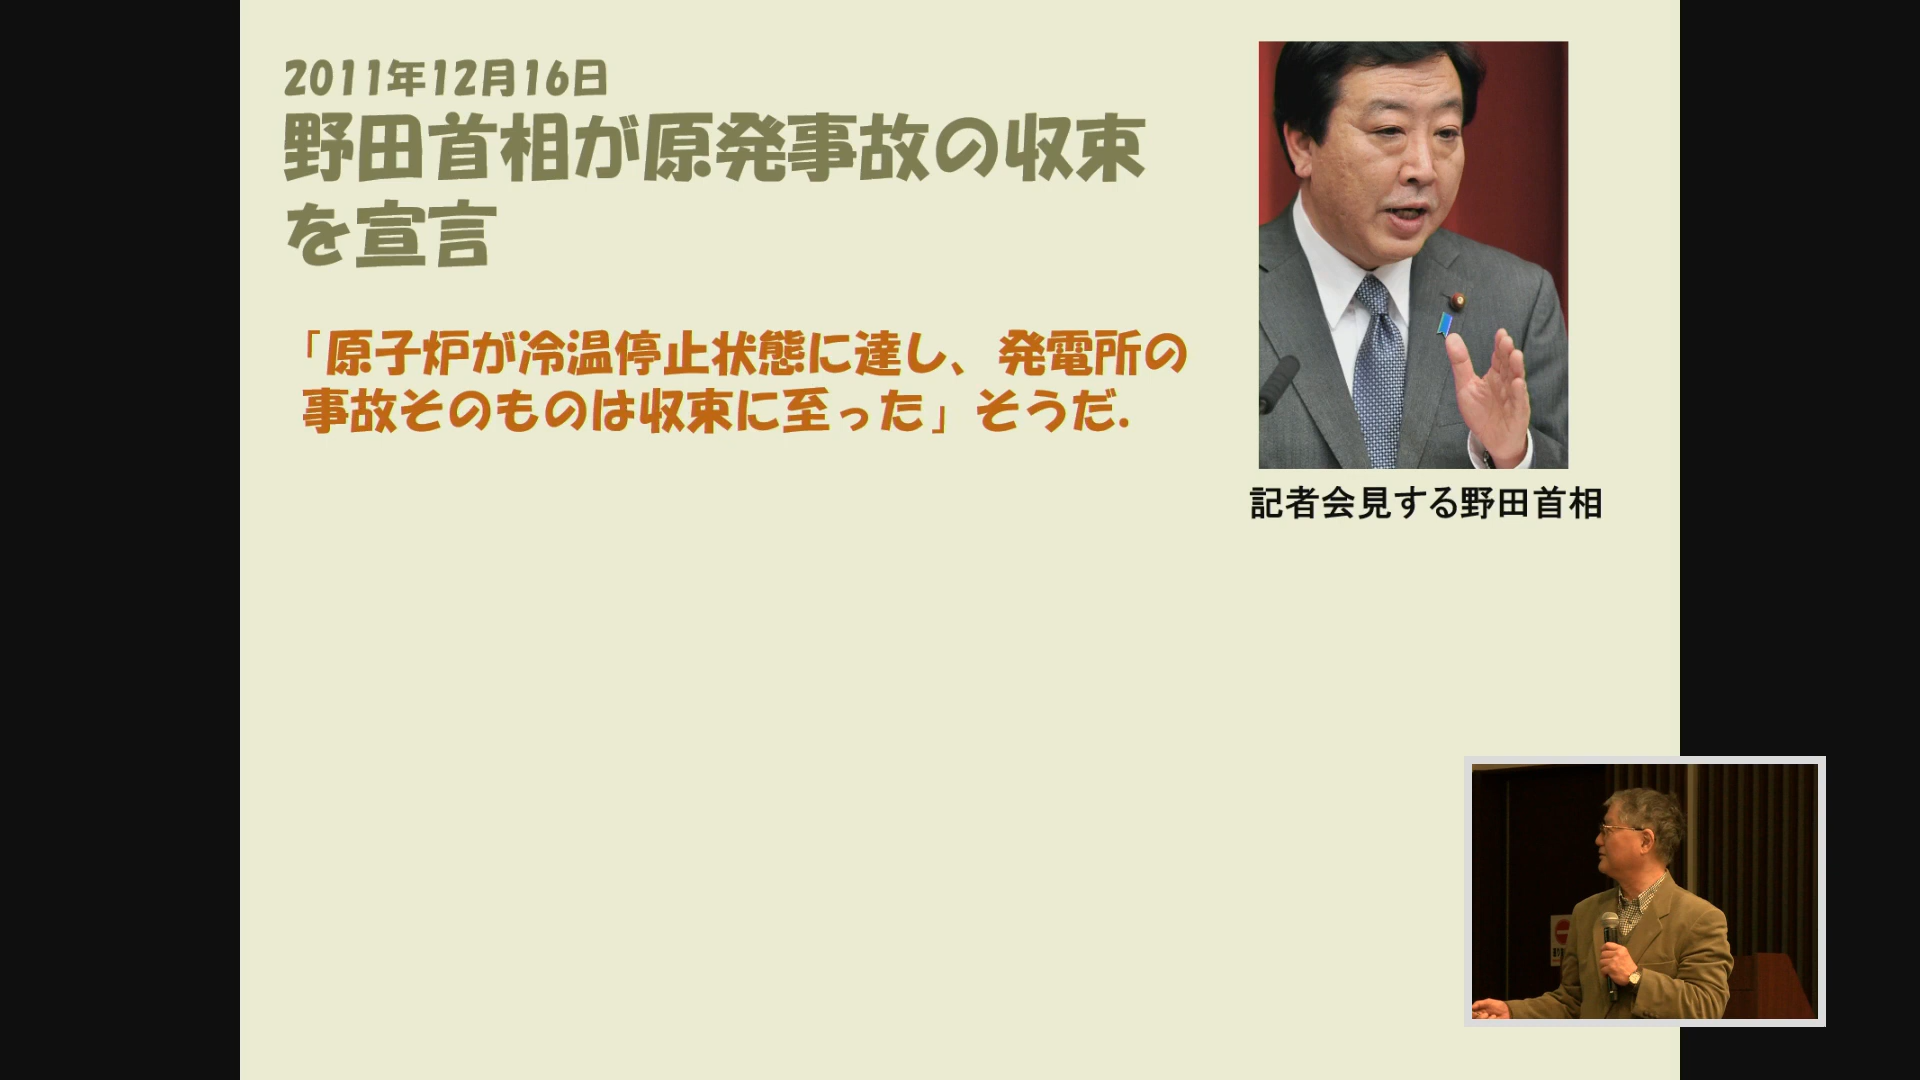 2011年12月16日
野田首相が原発事故の収束
を宣言
「原子炉が冷温停止状態に達し、発電所の
事故そのものは収束に至った」そうだ.
記者会見する野田首相